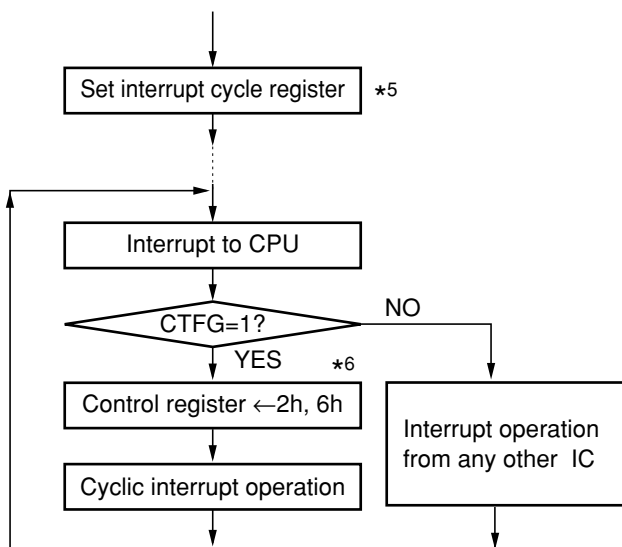 Set interrupt cycle register *5
Interrupt to CPU
CTFG=1?
NO
YES
*6
Control register ←2h, 6h
Interrupt operation
from any other IC
Cyclic interrupt operation